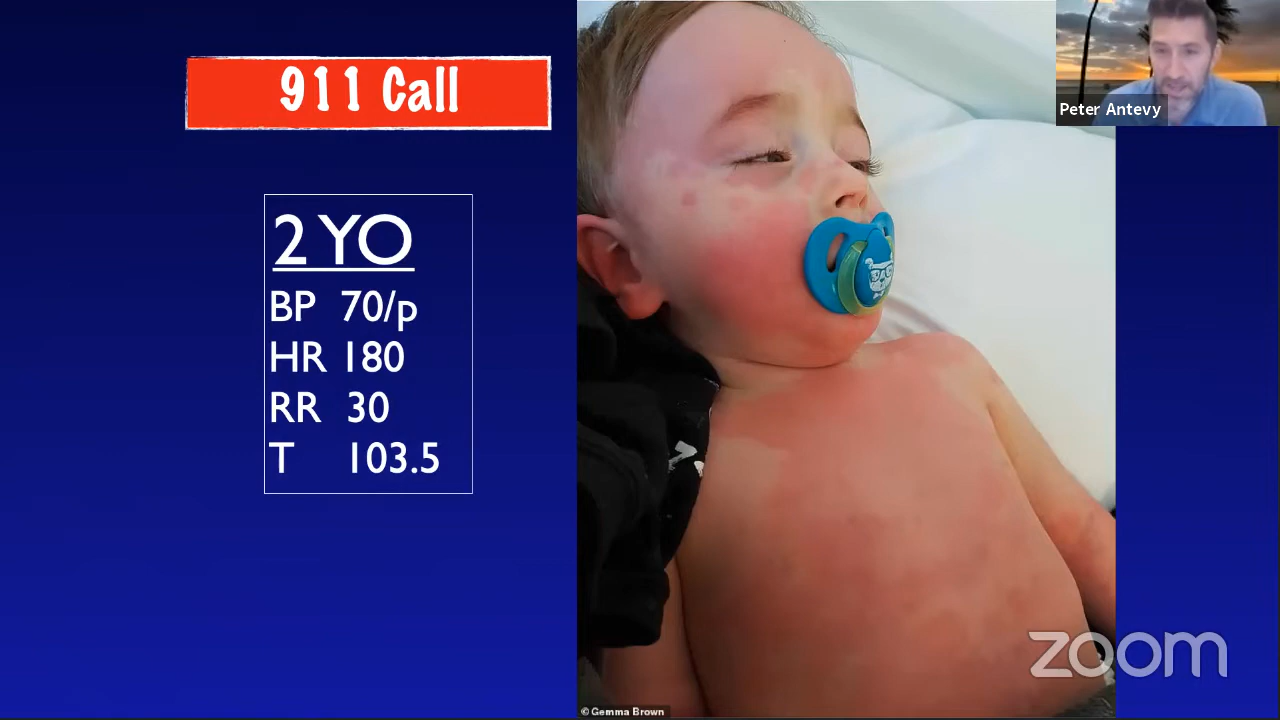 911 Call
2 YO
BP 70/p
HR 180
RR 30
T 103.5
Peter Antevy
zoom
© Gemma Brown